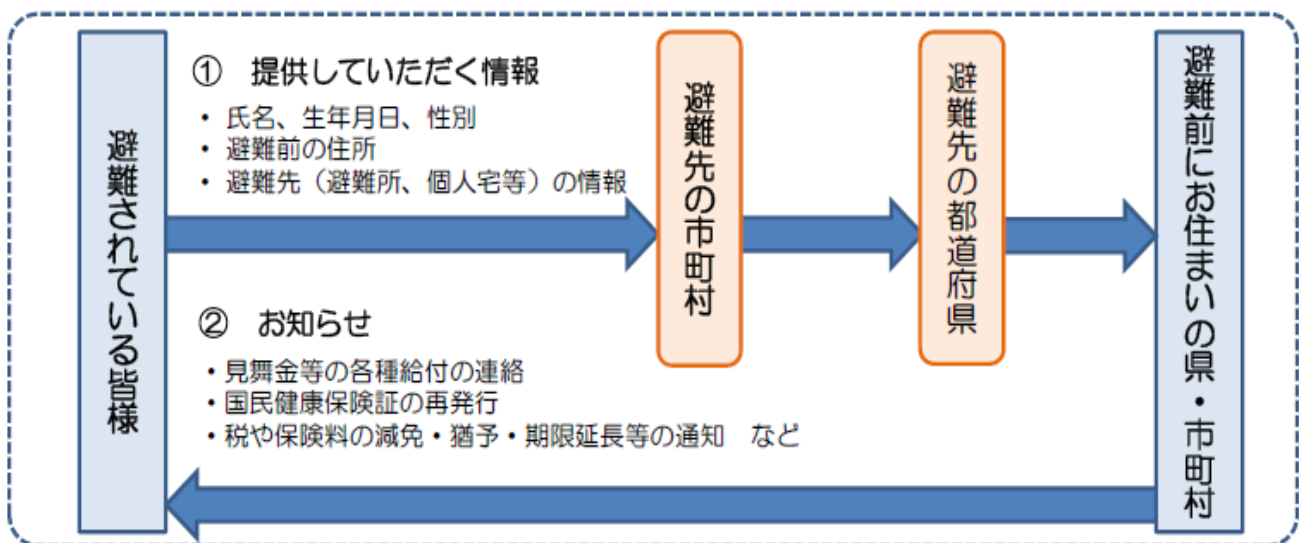 避難されている皆様
① 提供していただく情報
・ 氏名、生年月日、性別
・ 避難前の住所
・ 避難先（避難所、個人宅等）の情報
避難先の市町村
避難先の都道府県
避難前にお住まいの県・市町村
② お知らせ
・見舞金等の各種給付の連絡
・国民健康保険証の再発行
・税や保険料の減免・猶予・期限延長等の通知 など